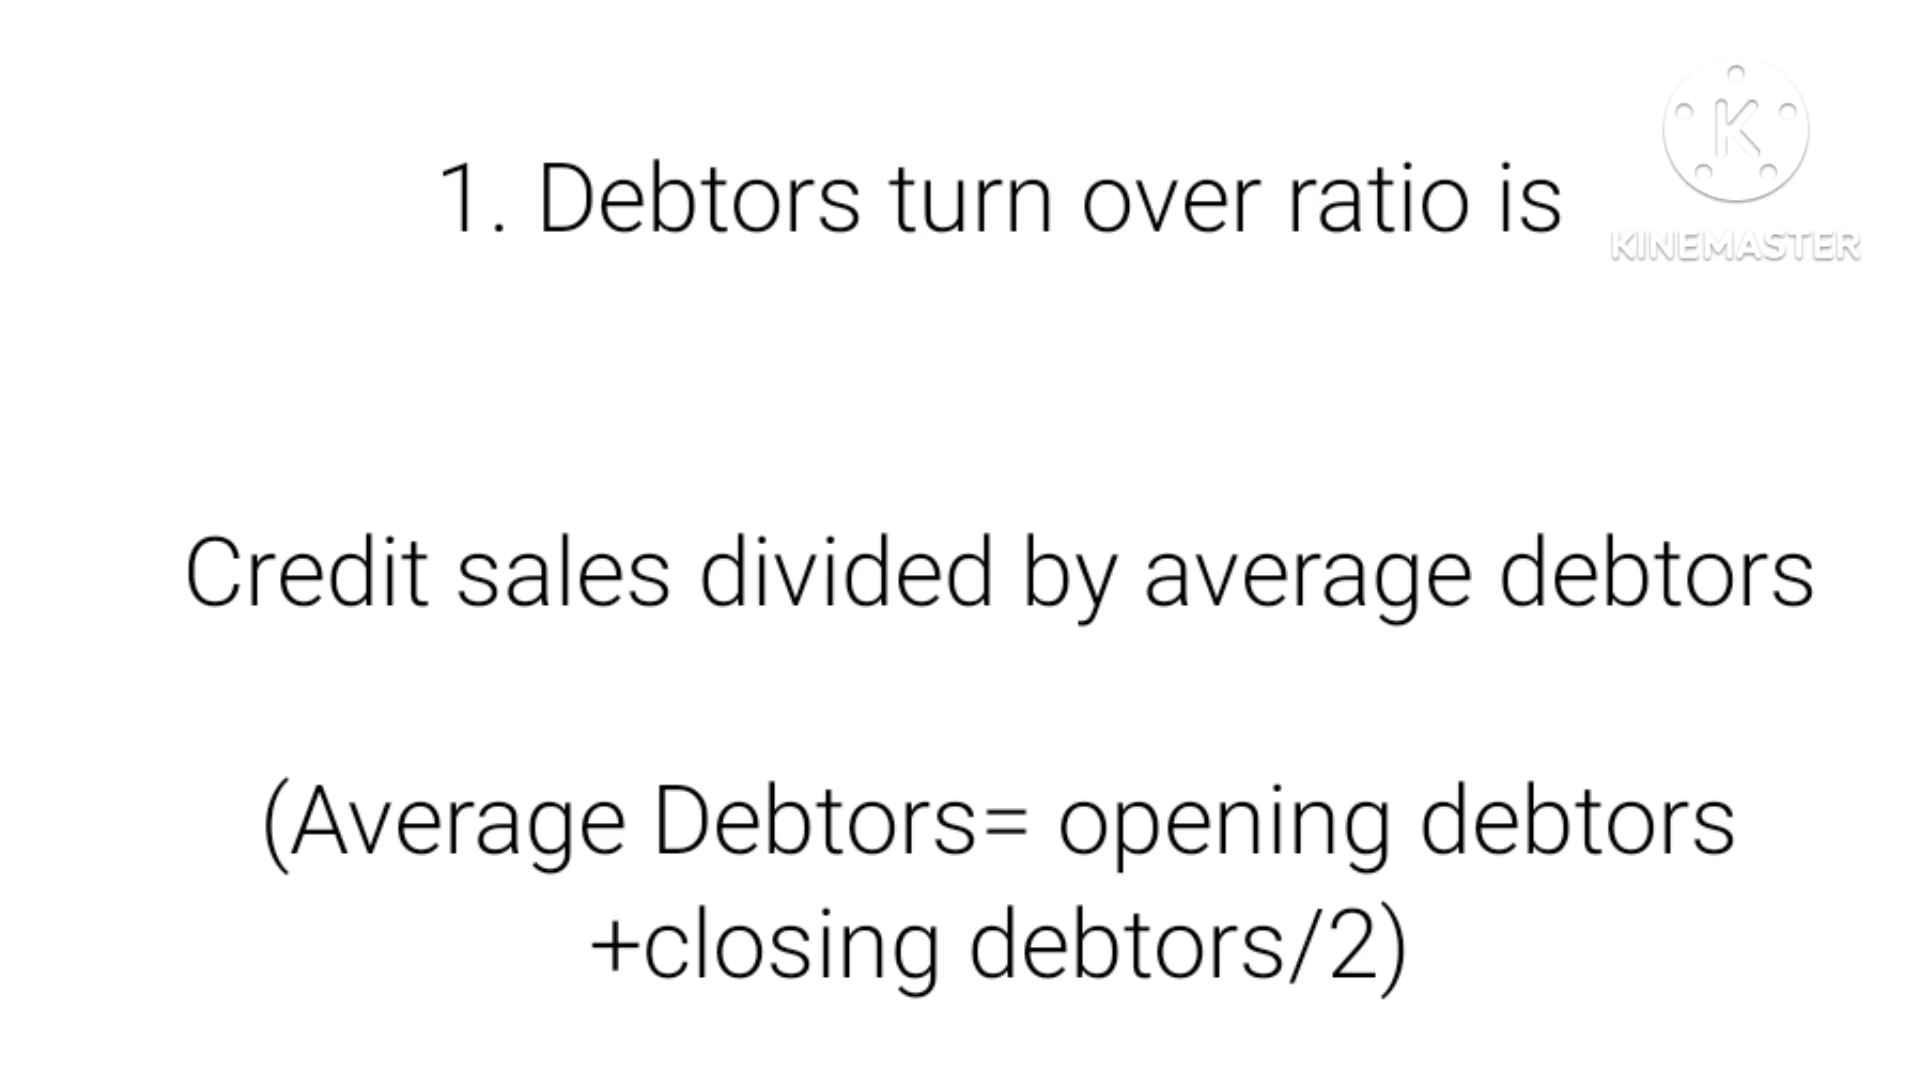 1. Debtors turn over ratio is
K
KINEMASTER
Credit sales divided by average debtors
(Average Debtors= opening debtors
+closing debtors/2)